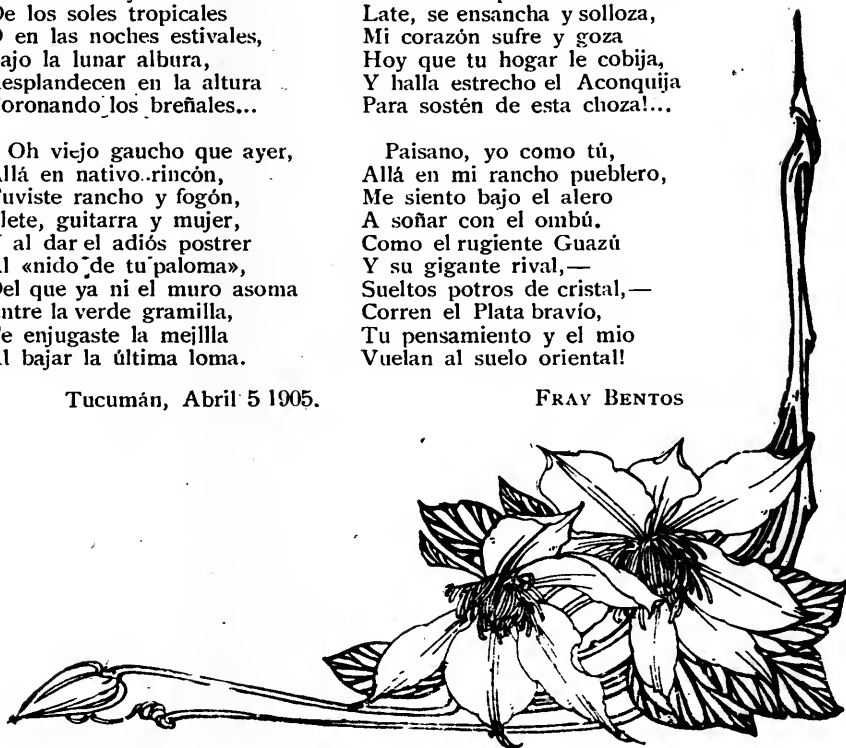 De los soles tropicales
en las noches estivales,
ajo la lunar albura,
esplandecen en la altura
oronando los breñales...
Oh viejo gaucho que ayer,
llá en nativo rincón,
uviste rancho y fogón,
lete, guitarra y mujer,
al dar el adiós postrer
l «nido de tu paloma»,
Del que ya ni el muro asoma
ntre la verde gramilla,
e enjugaste la mejllla
l bajar la última loma.
Tucumán, Abril 5 1905.
Late, se ensancha y solloza,
Mi corazón sufre y goza
Hoy que tu hogar le cobija,
Y halla estrecho el Aconquija
Para sostén de esta choza!...
Paisano, yo como tú,
Allá en mi rancho pueblero,
Me siento bajo el alero
A soñar con el ombú.
Como el rugiente Guazú
Y su gigante rival,—
Sueltos potros de cristal,—
Corren el Plata bravío,
Tu pensamiento y el mio
Vuelan al suelo oriental!
FRAY BENTOS